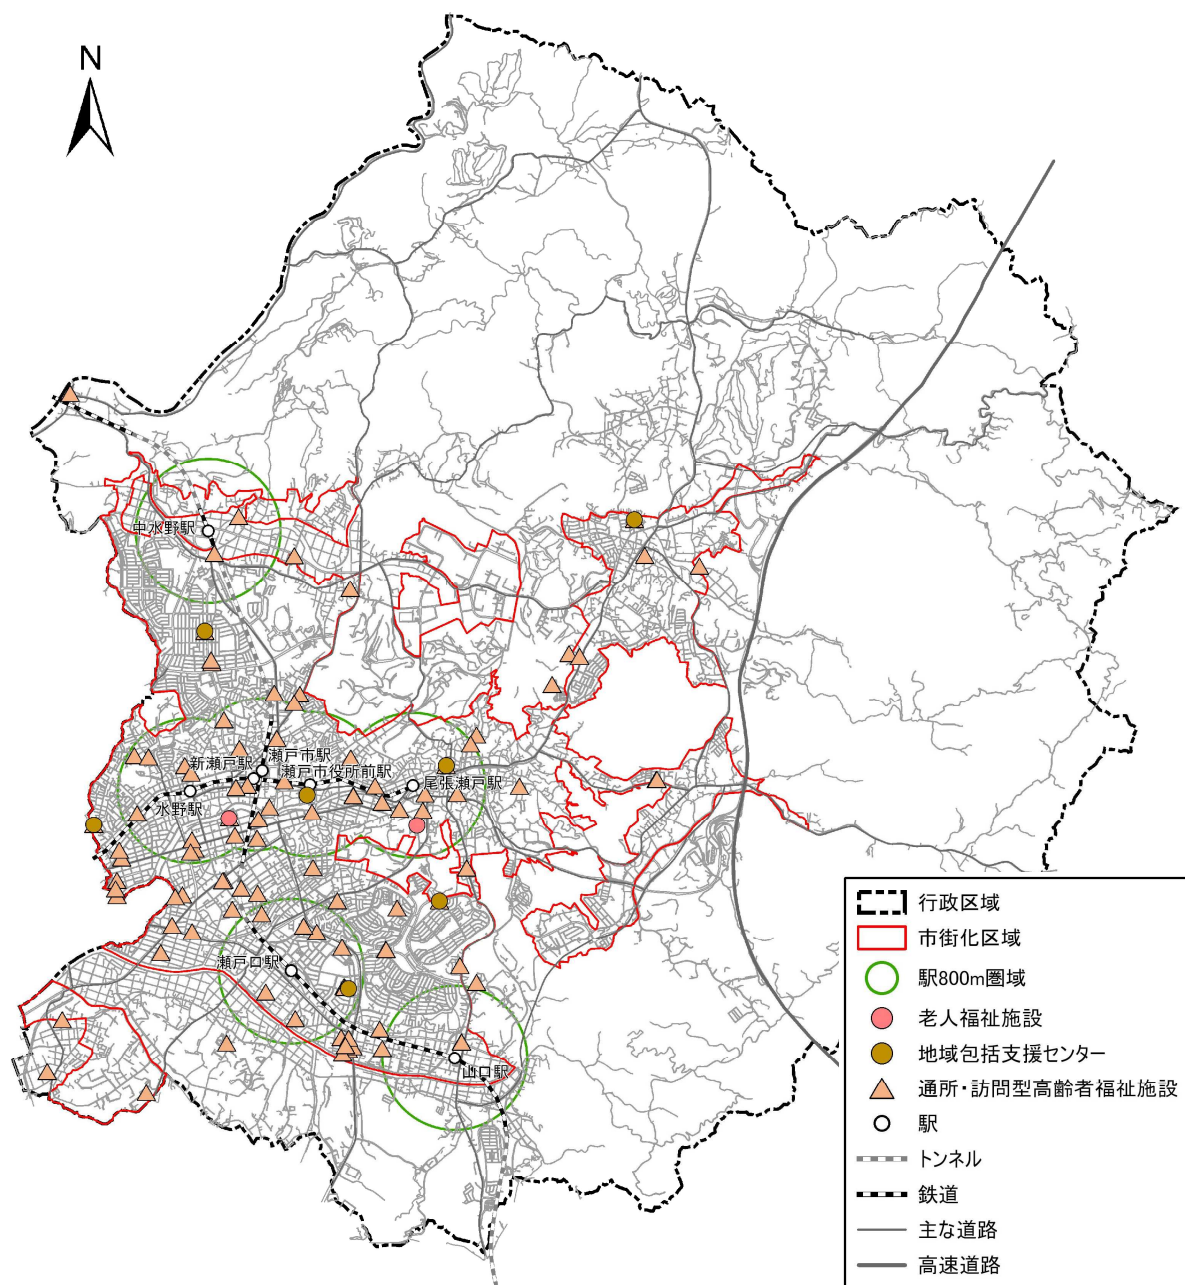 N
中水野駅
瀬戸市駅
新瀬戸駅
瀬戸市役所前駅
尾張瀬戸駅
水野駅
瀬戸口駅
山口駅
行政区域
市街化区域
駅800m圏域
老人福祉施設
地域包括支援センター
通所・訪問型高齢者福祉施設
駅
トンネル
鉄道
主な道路
高速道路